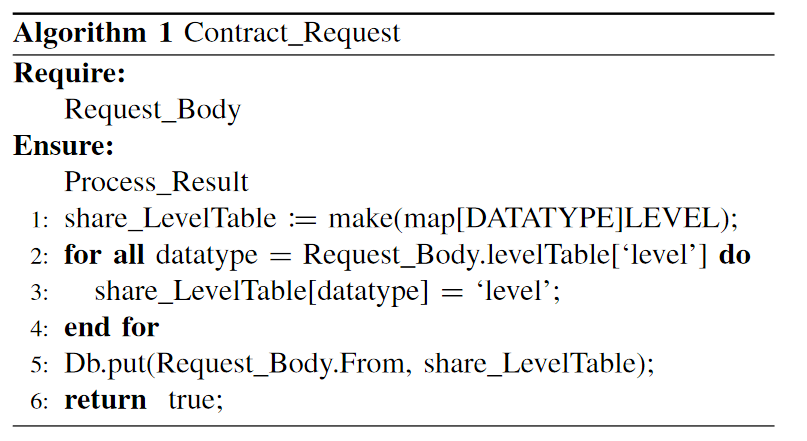 Algorithm 1 Contract_Request
Require:
Request_Body
Ensure:
Process_Result
1: share_LevelTable := make(map[DATATYPE]LEVEL);
2: for all datatype = Request_Body.levelTable[‘level’] do
3: share_LevelTable[datatype] = ‘level’;
4: end for
5: Db.put(Request_Body.From, share_LevelTable);
6: return true;